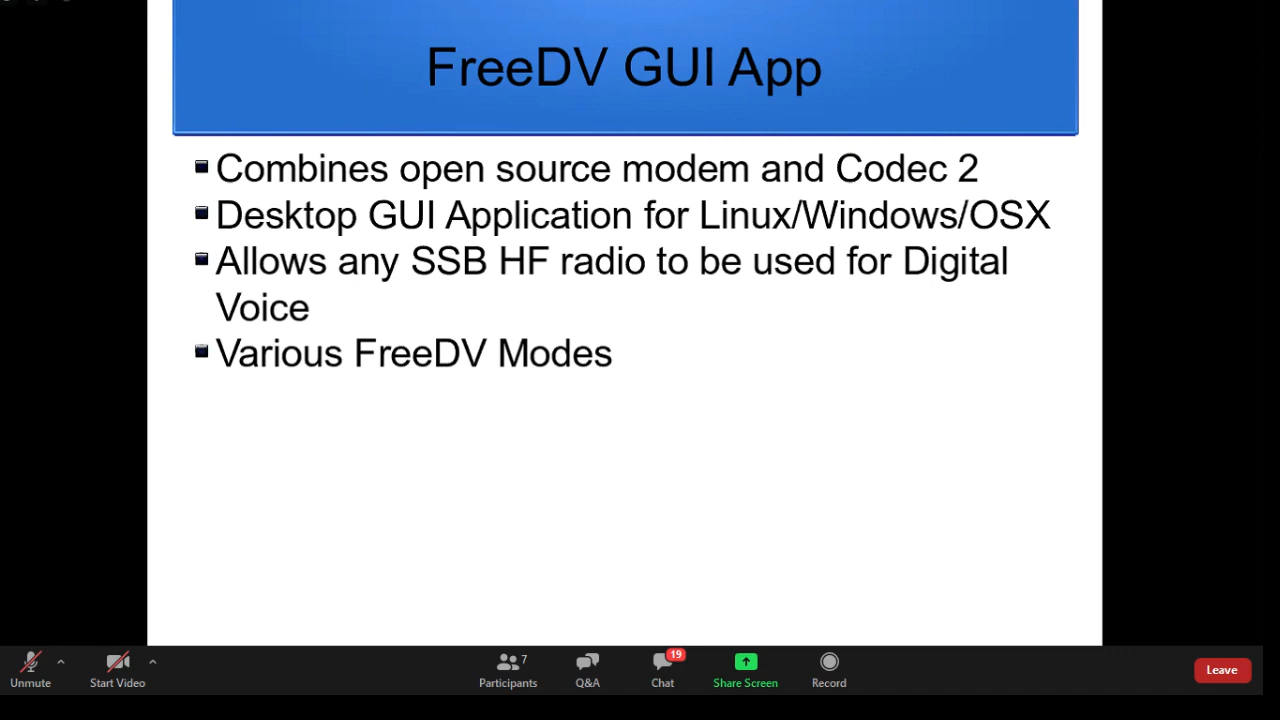 FreeDV GUI App
Combines open source modem and Codec 2
Desktop GUI Application for Linux/Windows/OSX
Allows any SSB HF radio to be used for Digital
Voice
Various FreeDV Modes
Unmute
Start Video
7
Participants
Q&A
19
Chat
Share Screen
Record
Leave